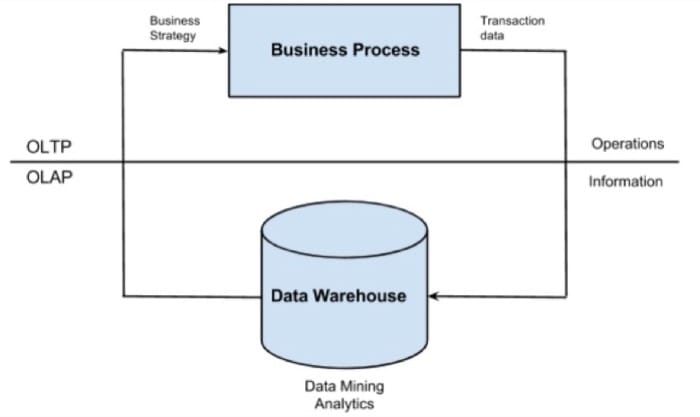 Business
Strategy
Business Process
Transaction
data
OLTP
Operations
OLAP
Information
Data Warehouse
Data Mining
Analytics